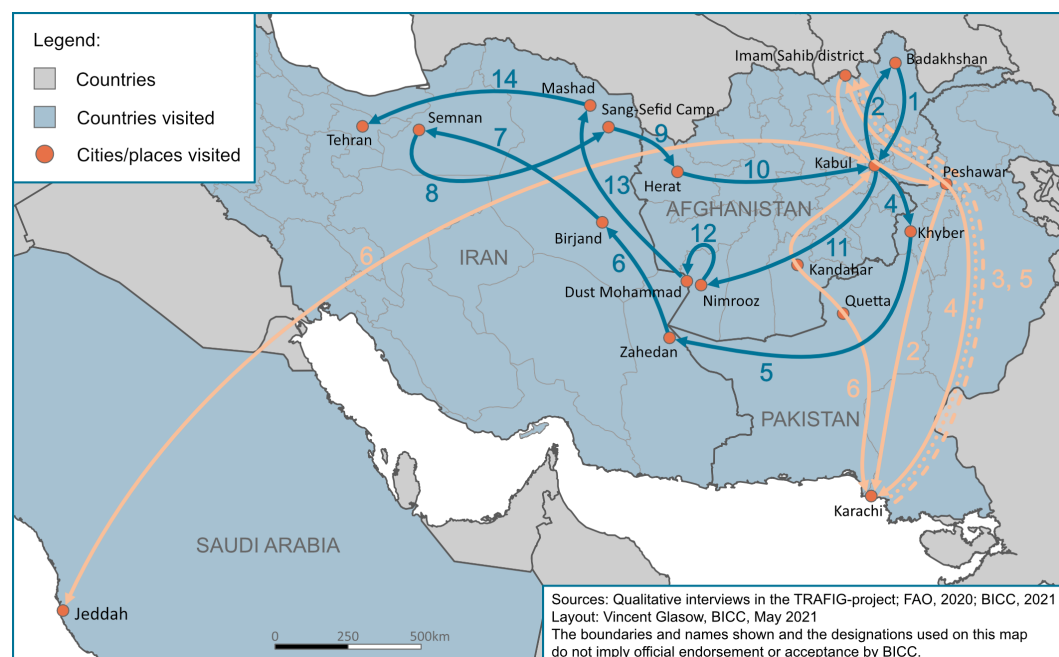 Legend:
Countries
Countries visited
Cities/places visited
Imam Sahib district
Badakhshan
14
Mashad
Sang-Sefid Camp
Semnan
Tehran
7
9
1
2
1
8
Herat
10
Kabul
Peshawar
13
AFGHANISTAN
4
Khyber
Birjand
12
11
6
IRAN
6
Kandahar
3, 5
Dust Mohammad
Nimrooz
Quetta
4
Zahedan
2
5
6
PAKISTAN
Karachi
SAUDI ARABIA
Jeddah
0 250 500km
Sources: Qualitative interviews in the TRAFIG-project; FAO, 2020; BICC, 2021
Layout: Vincent Glasow, BICC, May 2021
The boundaries and names shown and the designations used on this map
do not imply official endorsement or acceptance by BICC.